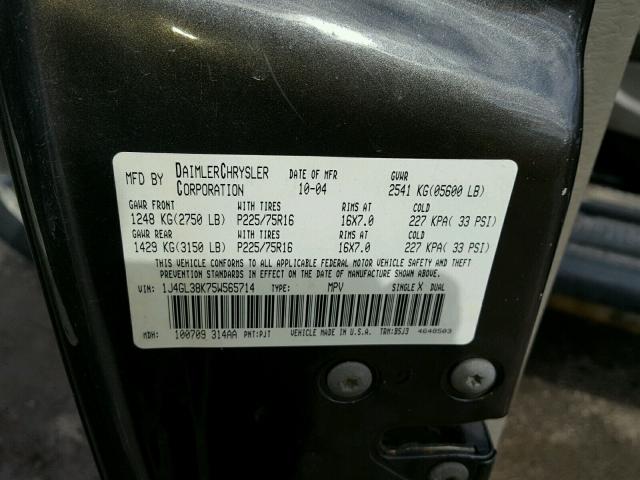 MFD BY DAIMLERCHRYSLER CORPORATION DATE OF MFR 10-04 GVWR 2541 KG(05600 LB)
GAWR FRONT WITH TIRES RIMS AT COLD
1248 KG(2750 LB) P225/75R16 16X7.0 227 KPA( 33 PSI)
GAWR REAR WITH TIRES RIMS AT COLD
1429 KG(3150 LB) P225/75R16 16X7.0 227 KPA( 33 PSI)
THIS VEHICLE CONFORMS TO ALL APPLICABLE FEDERAL MOTOR VEHICLE SAFETY AND THEFT
PREVENTION STANDARDS IN EFFECT ON THE DATE OF MANUFACTURE SHOWN ABOVE.
VIN: 1J4GL38K75W565714 TYPE: MPV SINGLE X DUAL
MDH: 100709 314AA PNT:PJT VEHICLE MADE IN U.S.A. TRM:B5J3 4648503